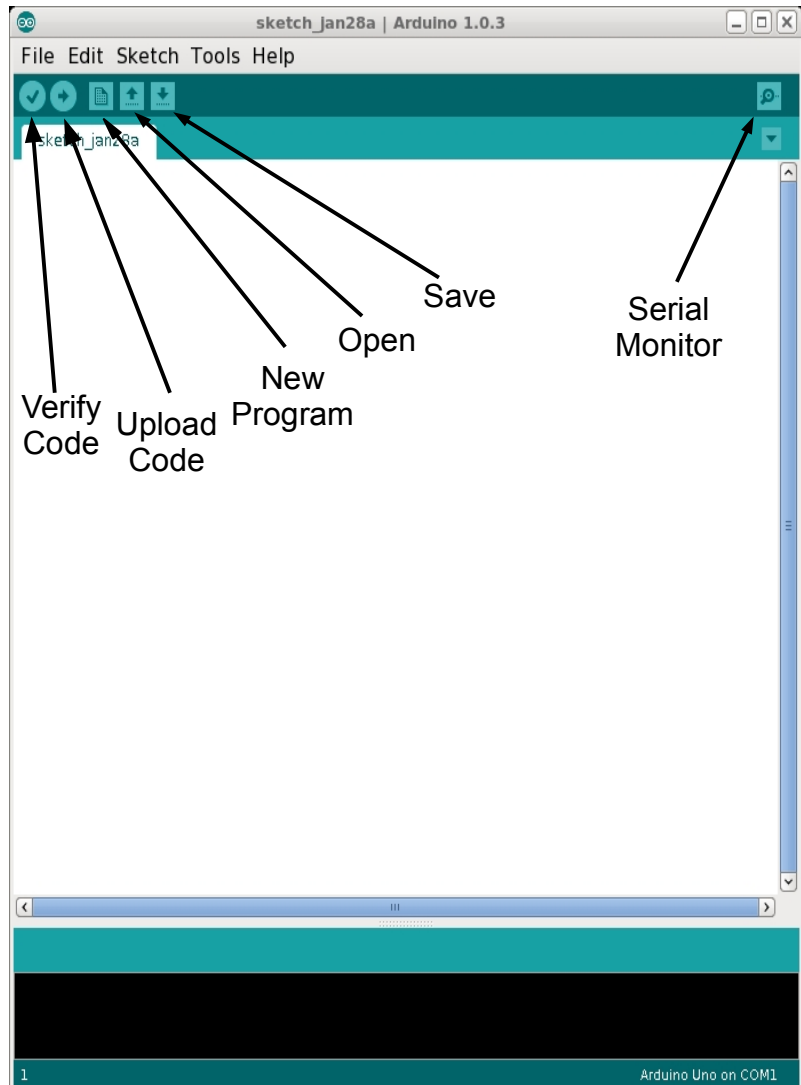 sketch_jan28a | Arduino 1.0.3
File Edit Sketch Tools Help
sketch_jan28a
Save
Open
Serial
Monitor
New
Program
Verify
Code
Upload
Code
1
Arduino Uno on COM1